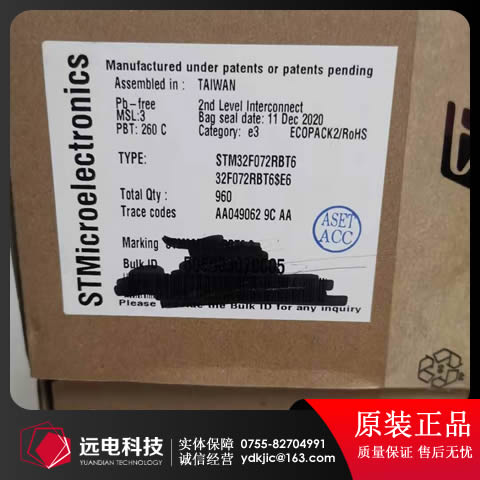 STMicroelectronics
Manufactured under patents or patents pending
Assembled in : TAIWAN
Pb-free 2nd Level Interconnect
MSL:3 Bag seal date: 11 Dec 2020
PBT: 260 C Category: e3 ECOPACK2/RoHS
TYPE: STM32F072RBT6
32F072RBT6$E6
Total Qty : 960
Trace codes AA049062 9C AA
ASET
ACC
Marking
Bulk ID
Please the Bulk ID for any inquiry
远电科技
YUANDIAN TECHNOLOGY
实体保障 0755-82704991
诚信经营 ydkjic@163.com
原装正品
质量保证 售后无忧